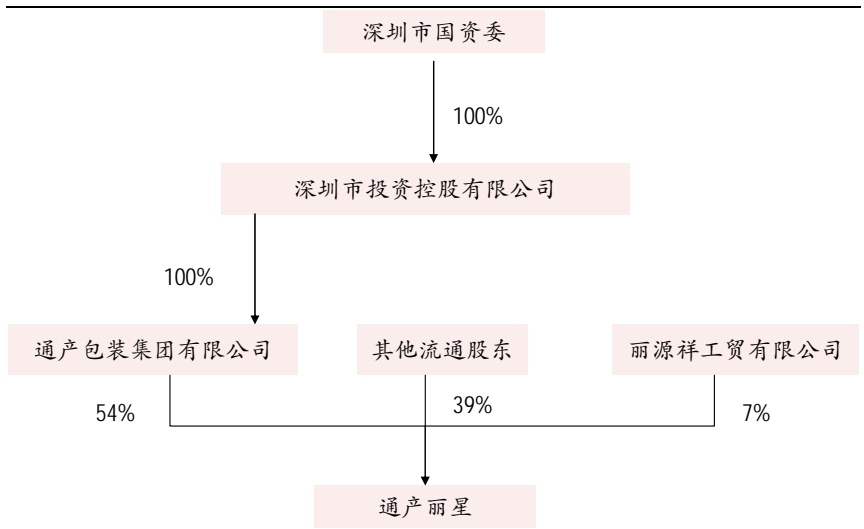 深圳市国资委
100%
深圳市投资控股有限公司
100%
通产包装集团有限公司
其他流通股东
丽源祥工贸有限公司
54%
39%
7%
通产丽星